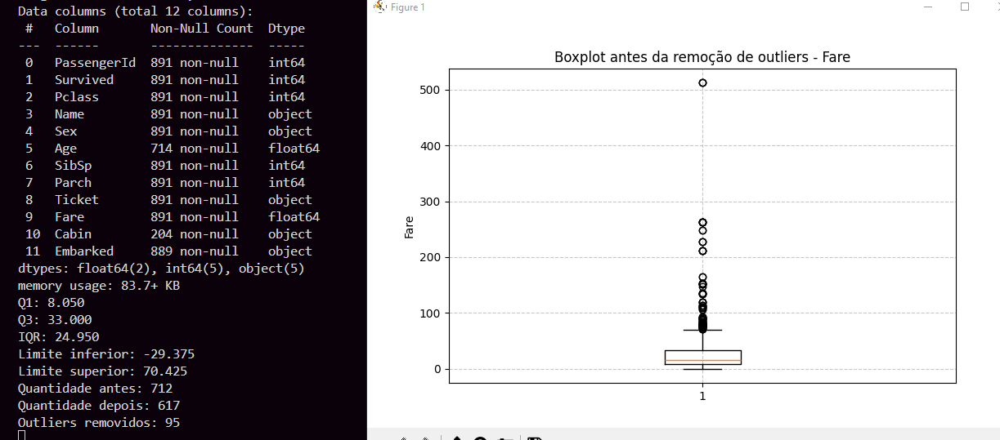 Data columns (total 12 columns):
 #   Column       Non-Null Count  Dtype
---  ------       --------------  -----
 0   PassengerId  891 non-null    int64
 1   Survived     891 non-null    int64
 2   Pclass       891 non-null    int64
 3   Name         891 non-null    object
 4   Sex          891 non-null    object
 5   Age          714 non-null    float64
 6   SibSp        891 non-null    int64
 7   Parch        891 non-null    int64
 8   Ticket       891 non-null    object
 9   Fare         891 non-null    float64
 10  Cabin        204 non-null    object
 11  Embarked     889 non-null    object
dtypes: float64(2), int64(5), object(5)
memory usage: 83.7+ KB
Q1: 8.050
Q3: 33.000
IQR: 24.950
Limite inferior: -29.375
Limite superior: 70.425
Quantidade antes: 712
Quantidade depois: 617
Outliers removidos: 95
Figure 1
Boxplot antes da remoção de outliers - Fare
500
400
300
200
100
0
Fare
1